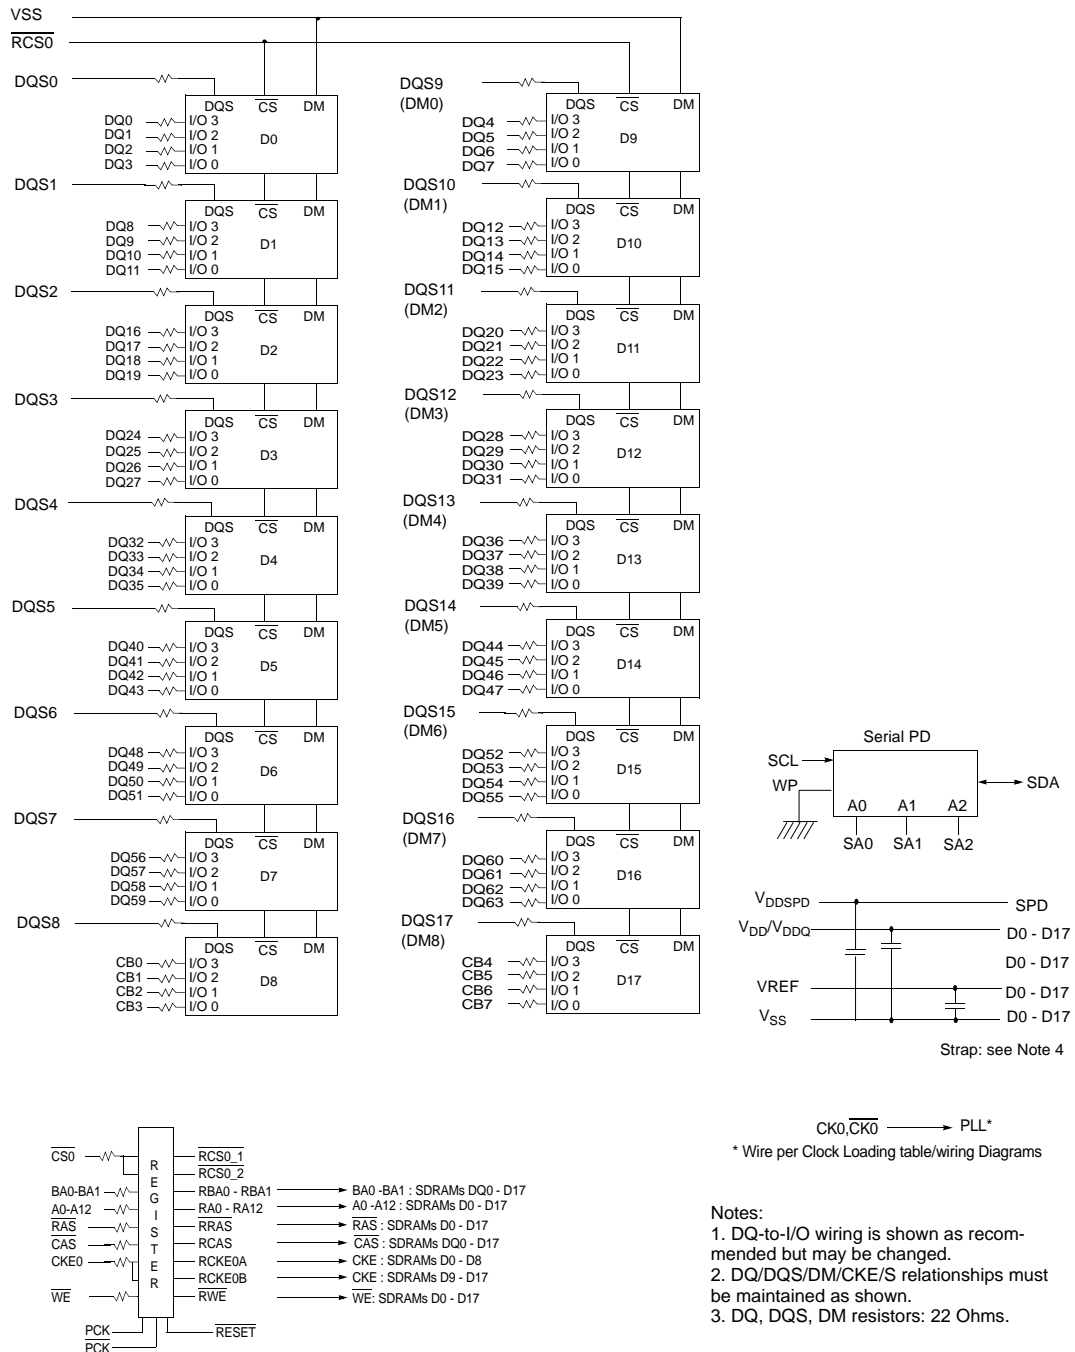 VSS
RCS0
DQS0
DQS CS DM
DQ0 I/O 3
DQ1 I/O 2
DQ2 I/O 1
DQ3 I/O 0
D0
DQS1
DQS CS DM
DQ8 I/O 3
DQ9 I/O 2
DQ10 I/O 1
DQ11 I/O 0
D1
DQS2
DQS CS DM
DQ16 I/O 3
DQ17 I/O 2
DQ18 I/O 1
DQ19 I/O 0
D2
DQS3
DQS CS DM
DQ24 I/O 3
DQ25 I/O 2
DQ26 I/O 1
DQ27 I/O 0
D3
DQS4
DQS CS DM
DQ32 I/O 3
DQ33 I/O 2
DQ34 I/O 1
DQ35 I/O 0
D4
DQS5
DQS CS DM
DQ40 I/O 3
DQ41 I/O 2
DQ42 I/O 1
DQ43 I/O 0
D5
DQS6
DQS CS DM
DQ48 I/O 3
DQ49 I/O 2
DQ50 I/O 1
DQ51 I/O 0
D6
DQS7
DQS CS DM
DQ56 I/O 3
DQ57 I/O 2
DQ58 I/O 1
DQ59 I/O 0
D7
DQS8
DQS CS DM
CB0 I/O 3
CB1 I/O 2
CB2 I/O 1
CB3 I/O 0
D8
DQS9
(DM0)
DQS CS DM
DQ4 I/O 3
DQ5 I/O 2
DQ6 I/O 1
DQ7 I/O 0
D9
DQS10
(DM1)
DQS CS DM
DQ12 I/O 3
DQ13 I/O 2
DQ14 I/O 1
DQ15 I/O 0
D10
DQS11
(DM2)
DQS CS DM
DQ20 I/O 3
DQ21 I/O 2
DQ22 I/O 1
DQ23 I/O 0
D11
DQS12
(DM3)
DQS CS DM
DQ28 I/O 3
DQ29 I/O 2
DQ30 I/O 1
DQ31 I/O 0
D12
DQS13
(DM4)
DQS CS DM
DQ36 I/O 3
DQ37 I/O 2
DQ38 I/O 1
DQ39 I/O 0
D13
DQS14
(DM5)
DQS CS DM
DQ44 I/O 3
DQ45 I/O 2
DQ46 I/O 1
DQ47 I/O 0
D14
DQS15
(DM6)
DQS CS DM
DQ52 I/O 3
DQ53 I/O 2
DQ54 I/O 1
DQ55 I/O 0
D15
DQS16
(DM7)
DQS CS DM
DQ60 I/O 3
DQ61 I/O 2
DQ62 I/O 1
DQ63 I/O 0
D16
DQS17
(DM8)
DQS CS DM
CB4 I/O 3
CB5 I/O 2
CB6 I/O 1
CB7 I/O 0
D17
Serial PD
SCL
WP
SDA
A0 A1 A2
SA0 SA1 SA2
VDDSPD SPD
VDD/VDDQ D0 - D17
D0 - D17
VREF D0 - D17
VSS D0 - D17
Strap: see Note 4
CS0 RCS0_1
RCS0_2
BA0-BA1 RBA0 - RBA1 BA0 -BA1 : SDRAMs DQ0 - D17
A0-A12 RA0 - RA12 A0 -A12 : SDRAMs D0 - D17
RAS RRAS RAS : SDRAMs D0 - D17
CAS RCAS CAS : SDRAMs DQ0 - D17
CKE0 RCKE0A CKE : SDRAMs D0 - D8
RCKE0B CKE : SDRAMs D9 - D17
WE RWE WE: SDRAMs D0 - D17
REGISTER
PCK
PCK
RESET
CK0,CK0 PLL*
* Wire per Clock Loading table/wiring Diagrams
Notes:
1. DQ-to-I/O wiring is shown as recom-
mended but may be changed.
2. DQ/DQS/DM/CKE/S relationships must
be maintained as shown.
3. DQ, DQS, DM resistors: 22 Ohms.